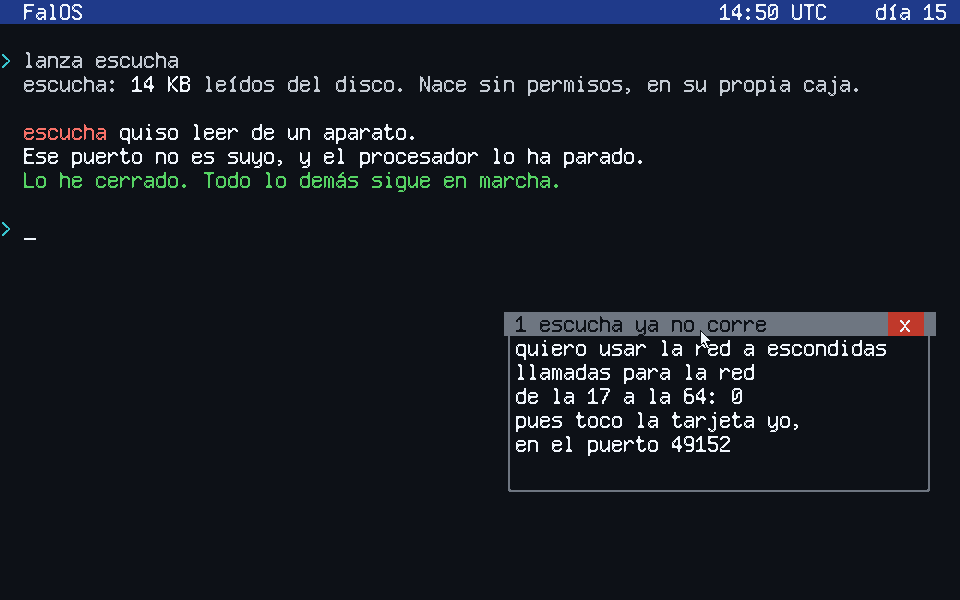 FalOS 14:50 UTC día 15
> lanza escucha
escucha: 14 KB leídos del disco. Nace sin permisos, en su propia caja.
escucha quiso leer de un aparato.
Ese puerto no es suyo, y el procesador lo ha parado.
Lo he cerrado. Todo lo demás sigue en marcha.
> _
1 escucha ya no corre x
quiero usar la red a escondidas
llamadas para la red
de la 17 a la 64: 0
pues toco la tarjeta yo,
en el puerto 49152